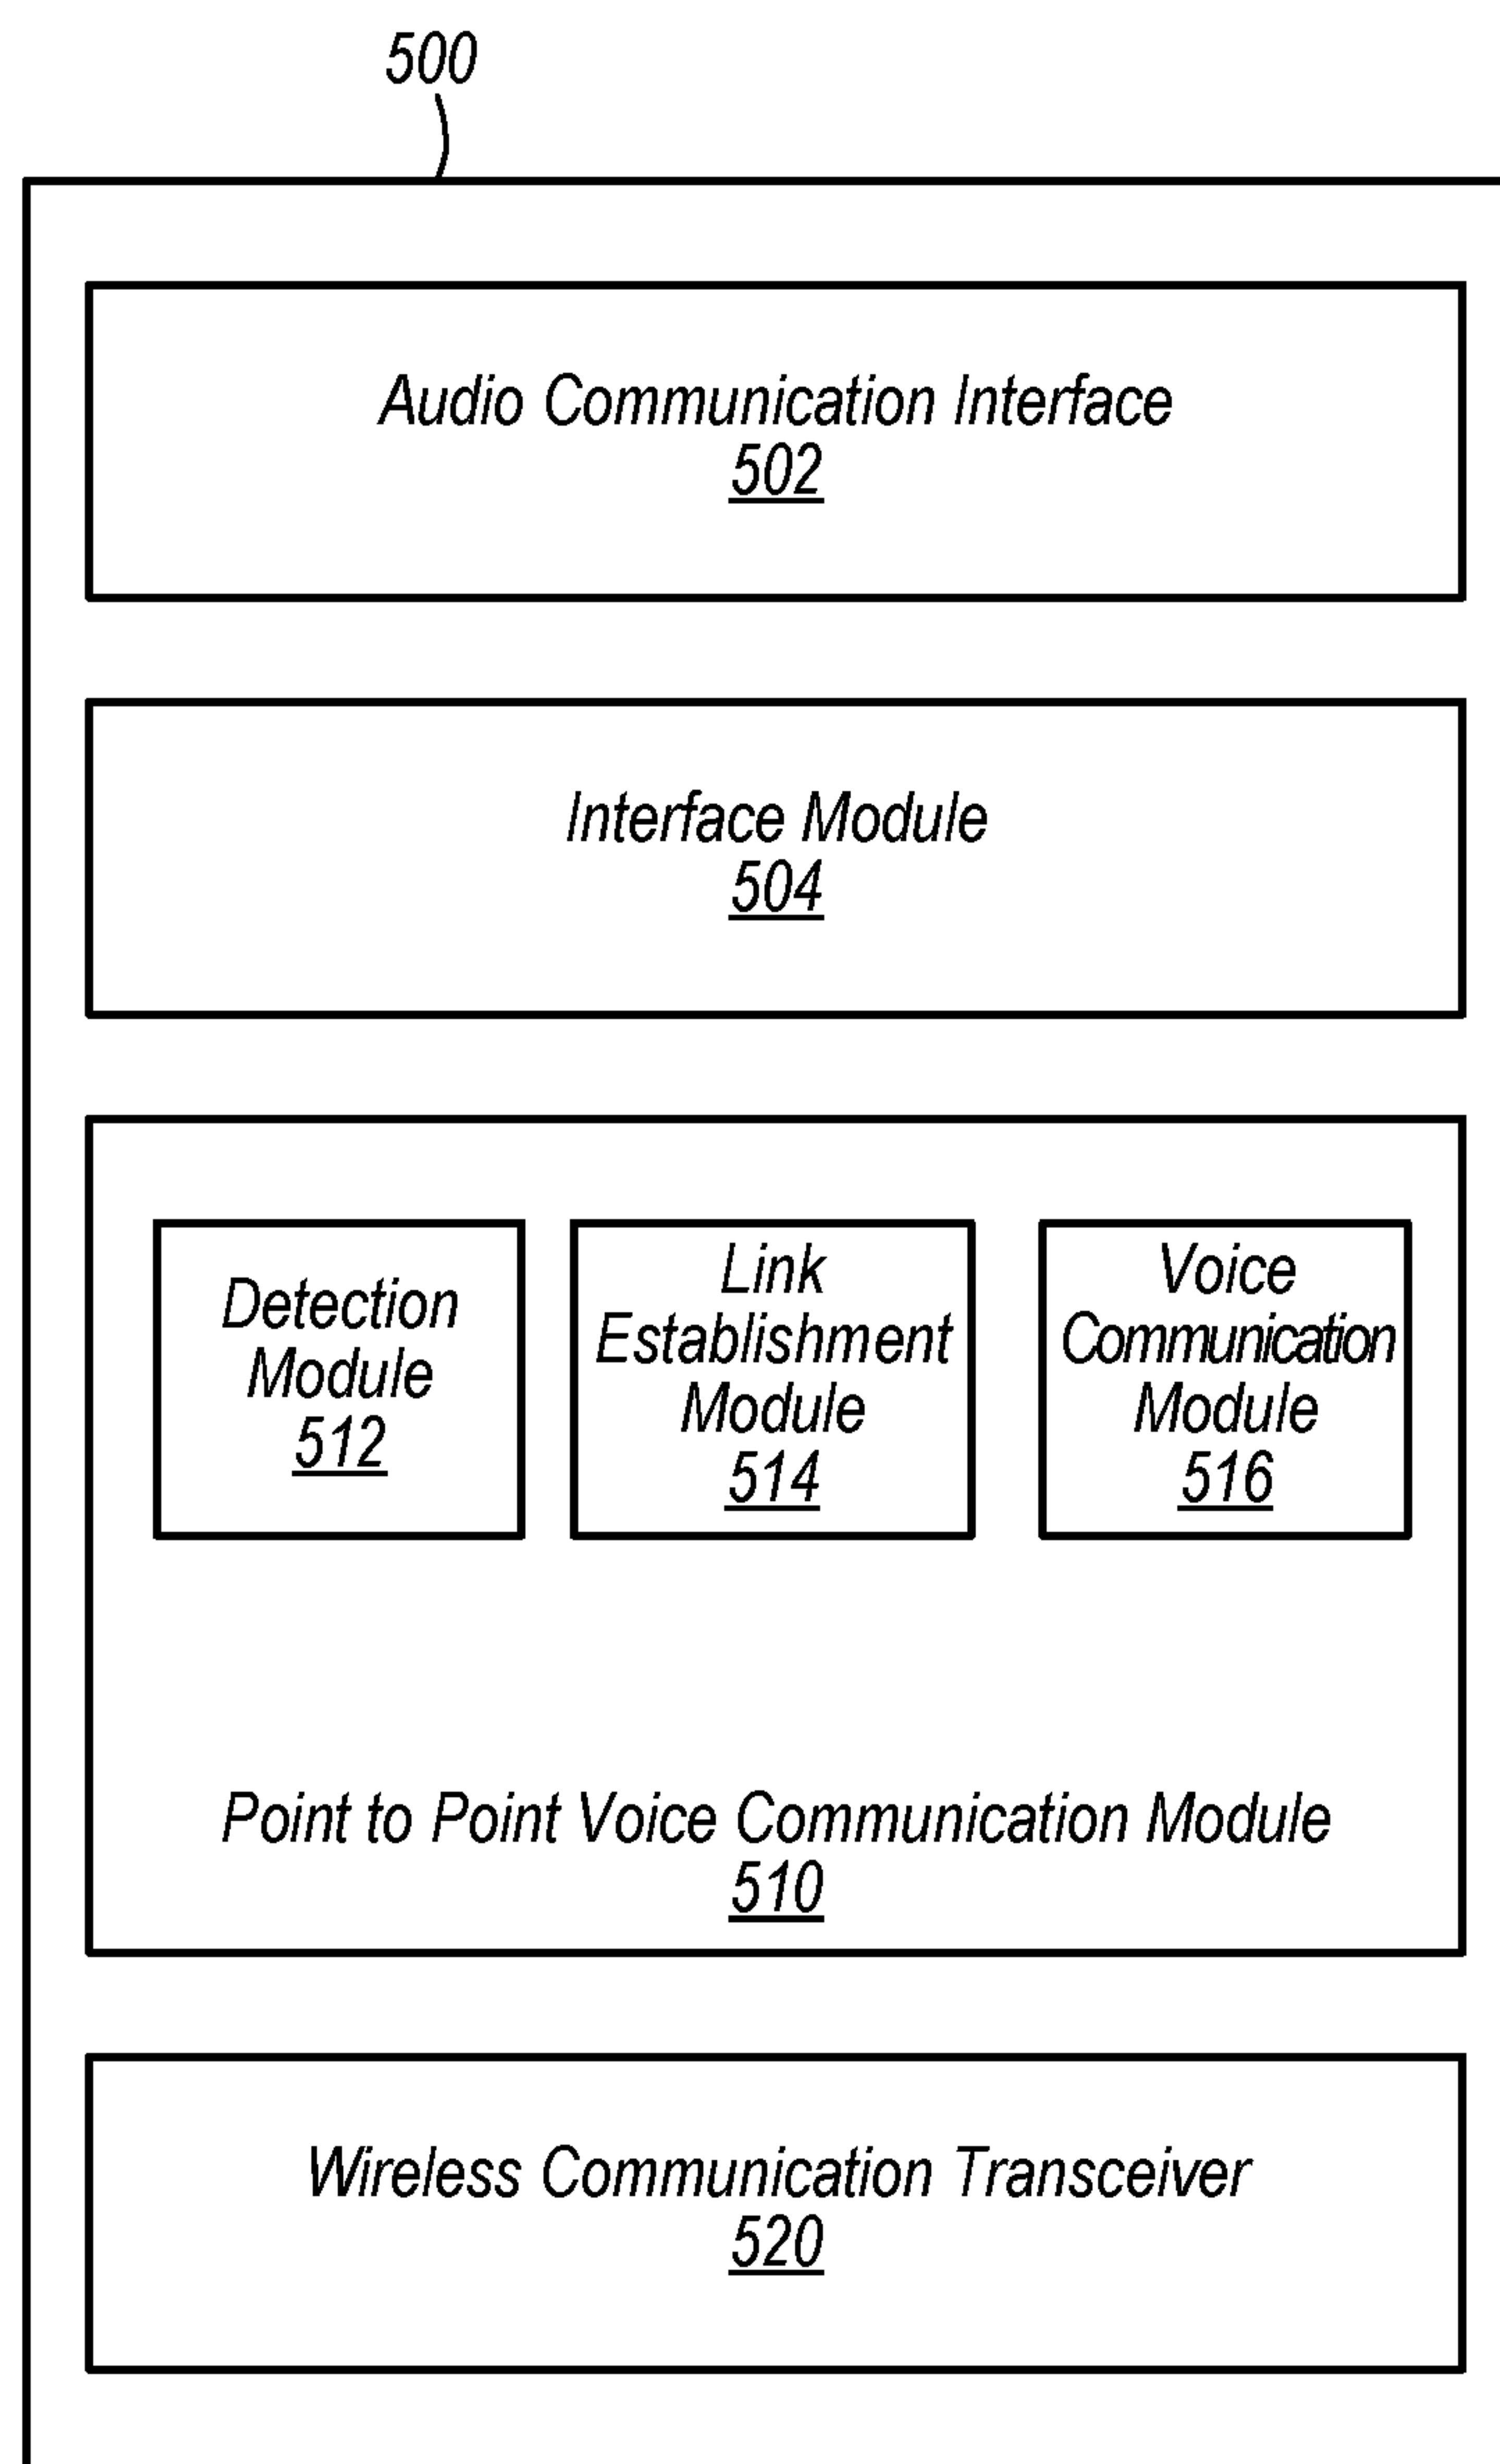 500
Audio Communication Interface
502
Interface Module
504
Detection
Module
512
Link
Establishment
Module
514
Voice
Communication
Module
516
Point to Point Voice Communication Module
510
Wireless Communication Transceiver
520